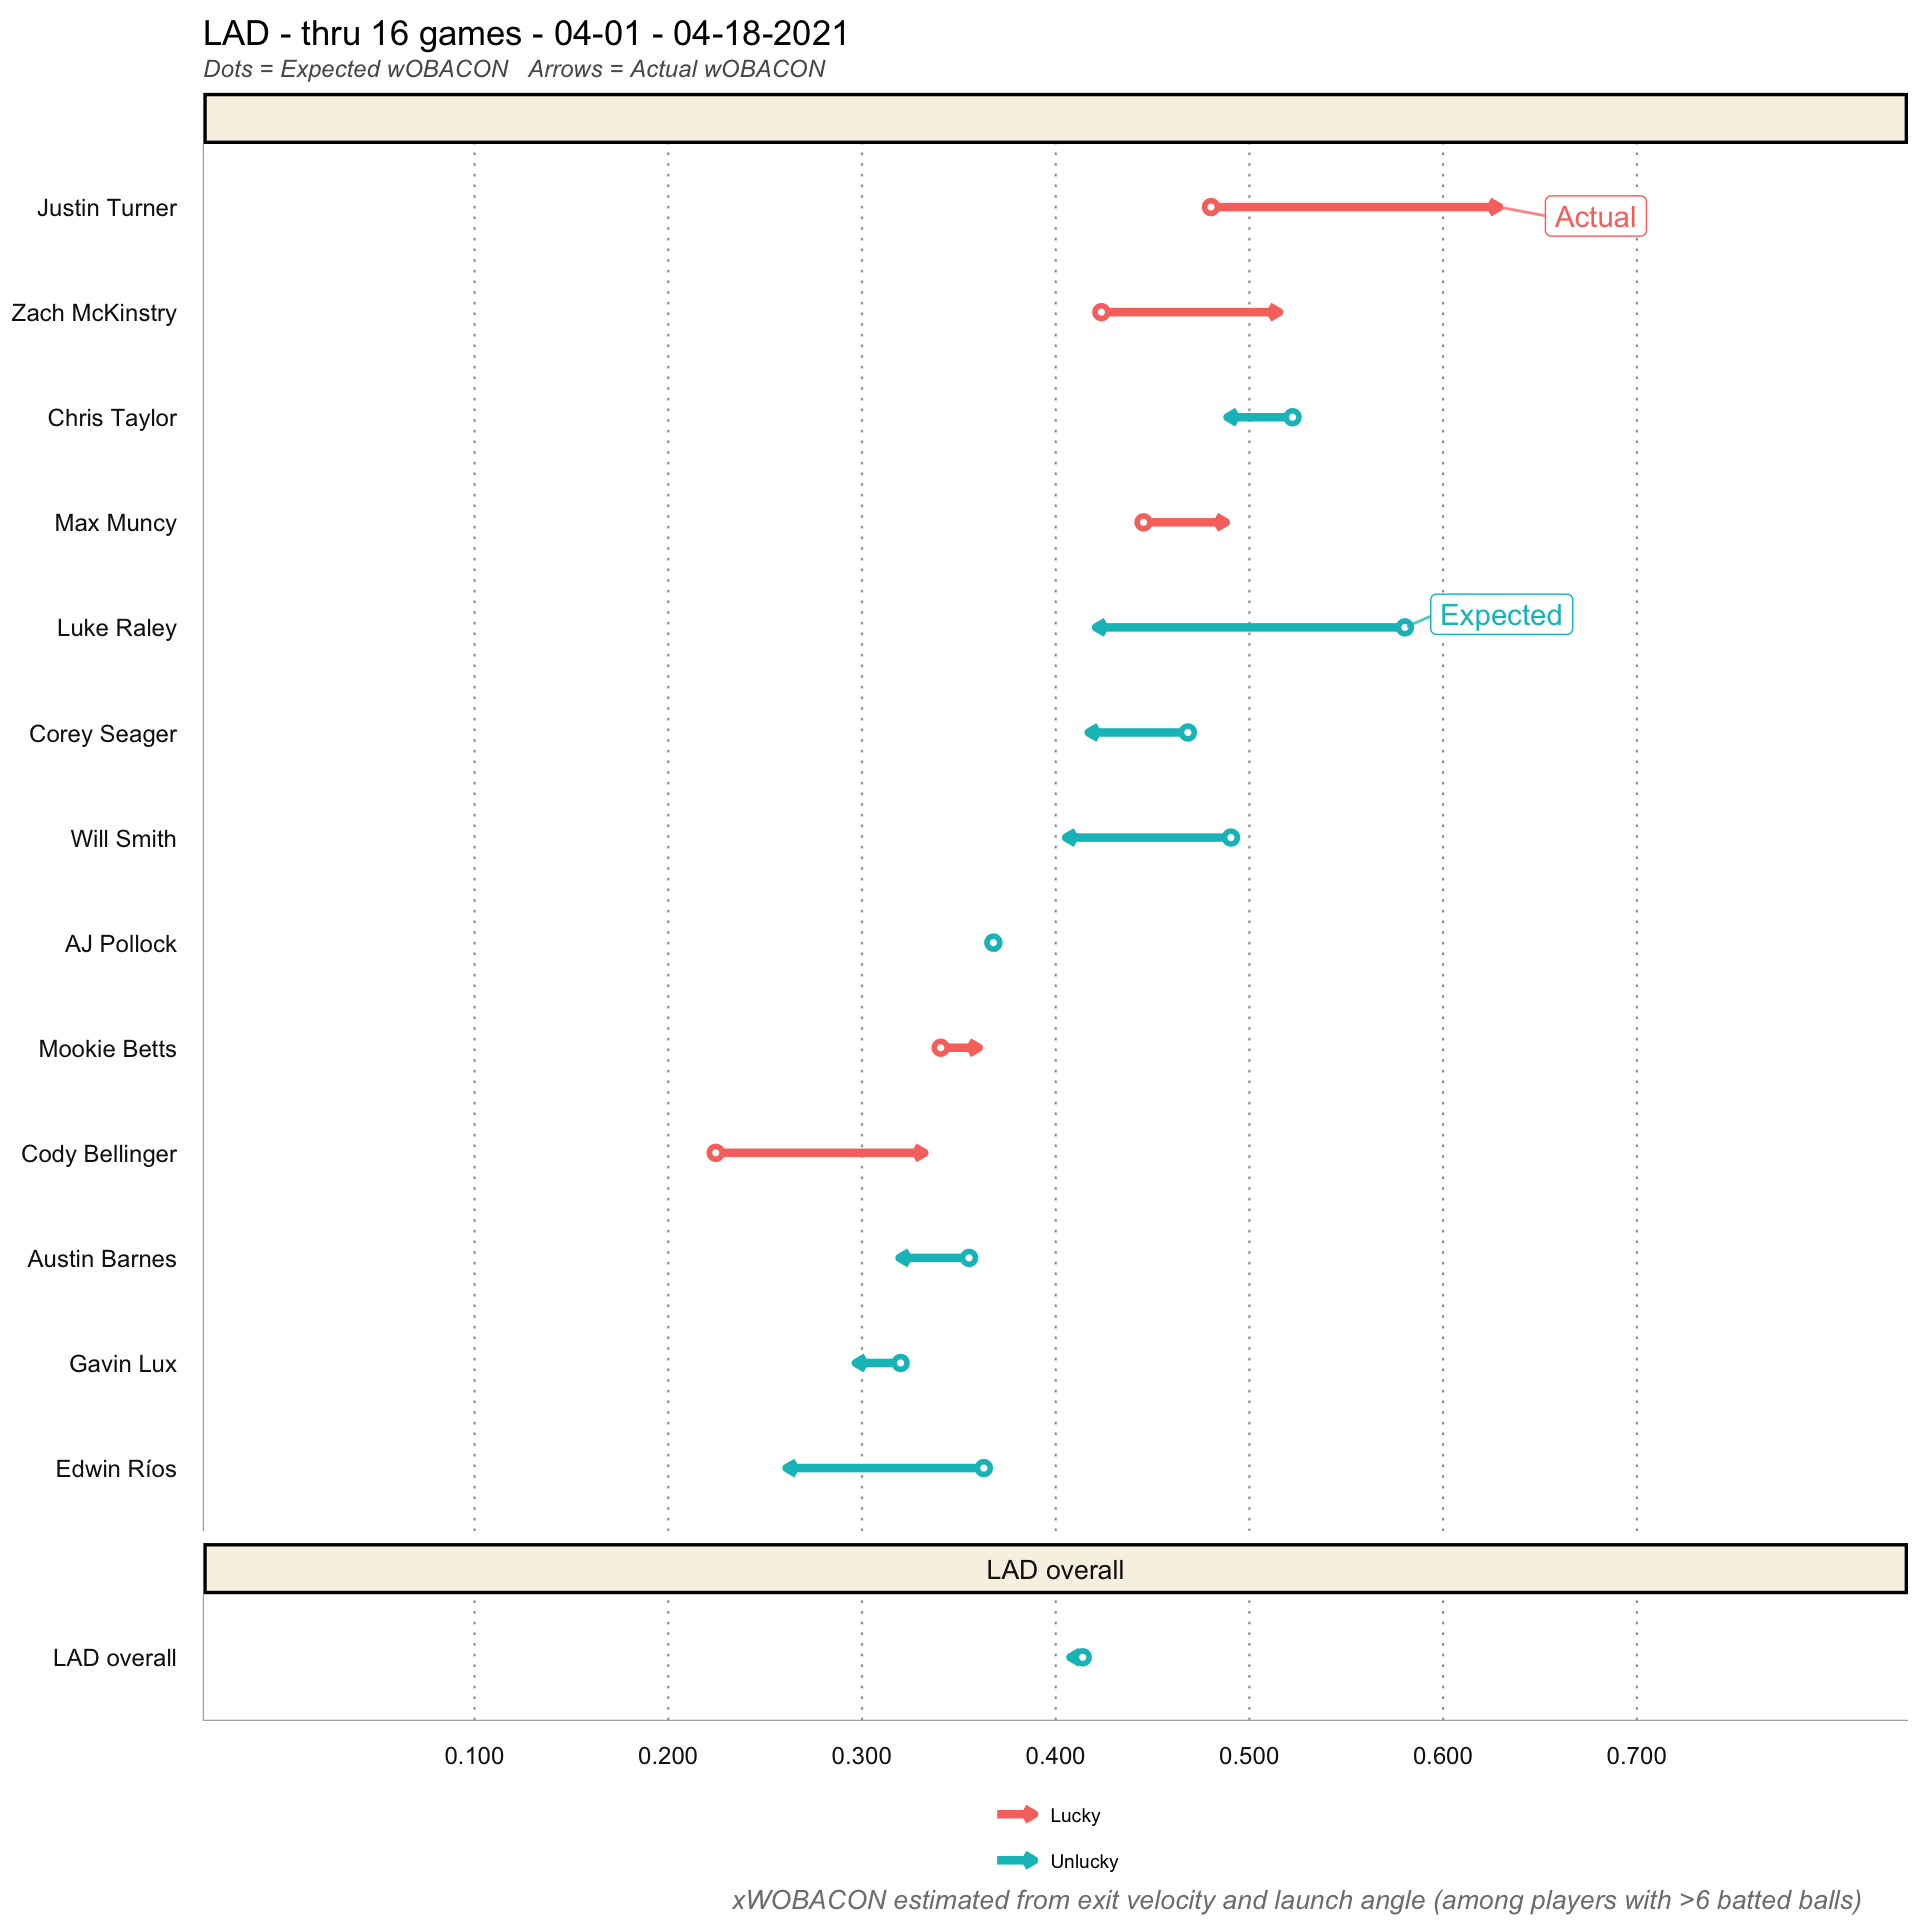 LAD - thru 16 games - 04-01 - 04-18-2021
Dots = Expected wOBACON   Arrows = Actual wOBACON
Justin Turner
Actual
Zach McKinstry
Chris Taylor
Max Muncy
Luke Raley
Expected
Corey Seager
Will Smith
AJ Pollock
Mookie Betts
Cody Bellinger
Austin Barnes
Gavin Lux
Edwin Ríos
LAD overall
LAD overall
0.100 0.200 0.300 0.400 0.500 0.600 0.700
Lucky
Unlucky
xWOBACON estimated from exit velocity and launch angle (among players with >6 batted balls)